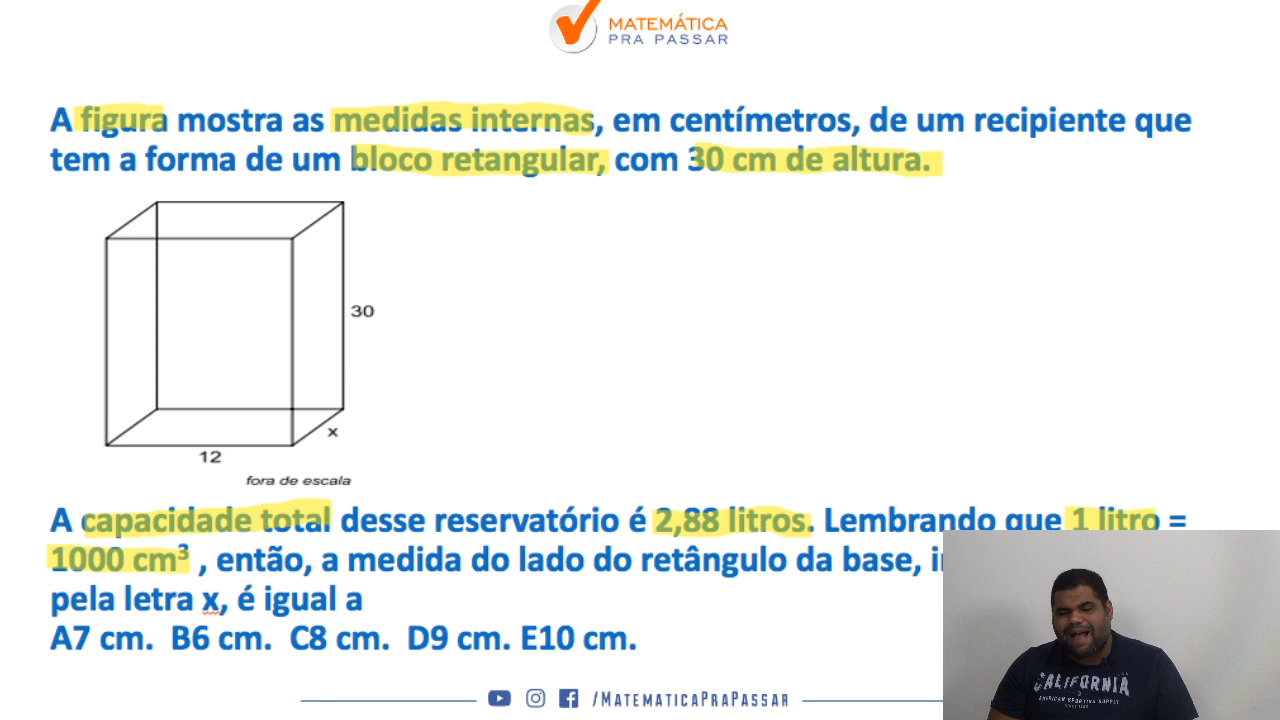 MATEMÁTICA
PRA PASSAR
A figura mostra as medidas internas, em centímetros, de um recipiente que
tem a forma de um bloco retangular, com 30 cm de altura.
30
x
12
fora de escala
A capacidade total desse reservatório é 2,88 litros. Lembrando que 1 litro =
1000 cm³ , então, a medida do lado do retângulo da base,
pela letra x, é igual a
A7 cm. B6 cm. C8 cm. D9 cm. E10 cm.
/MATEMATICAPRAPASSAR
CALIFORNIA
AMERICAN SPORTING SUPPLY